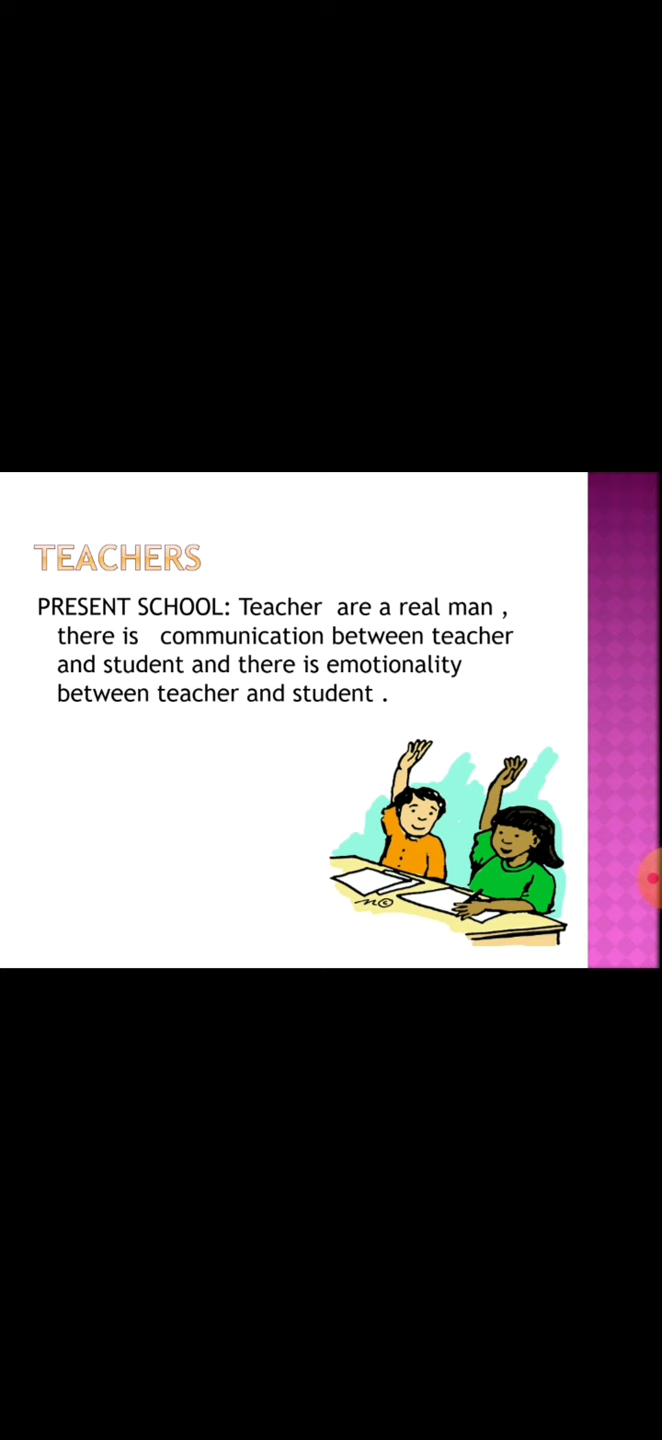 TEACHERS
PRESENT SCHOOL: Teacher are a real man ,
there is communication between teacher
and student and there is emotionality
between teacher and student .